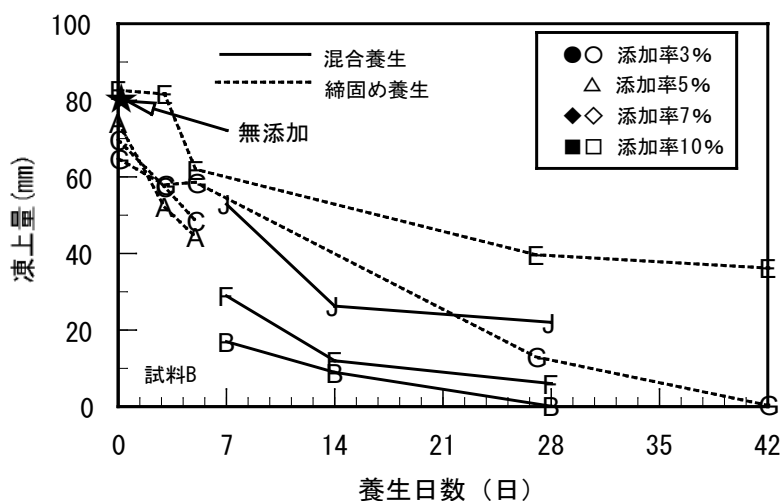 100
80
60
40
20
0
凍上量(mm)
混合養生
締固め養生
無添加
●○ 添加率3%
△ 添加率5%
◆◇ 添加率7%
■□ 添加率10%
E E E E E
A A A
C C C
G G G G G
J J J
F F F
B B B
試料B
0 7 14 21 28 35 42
養生日数（日）